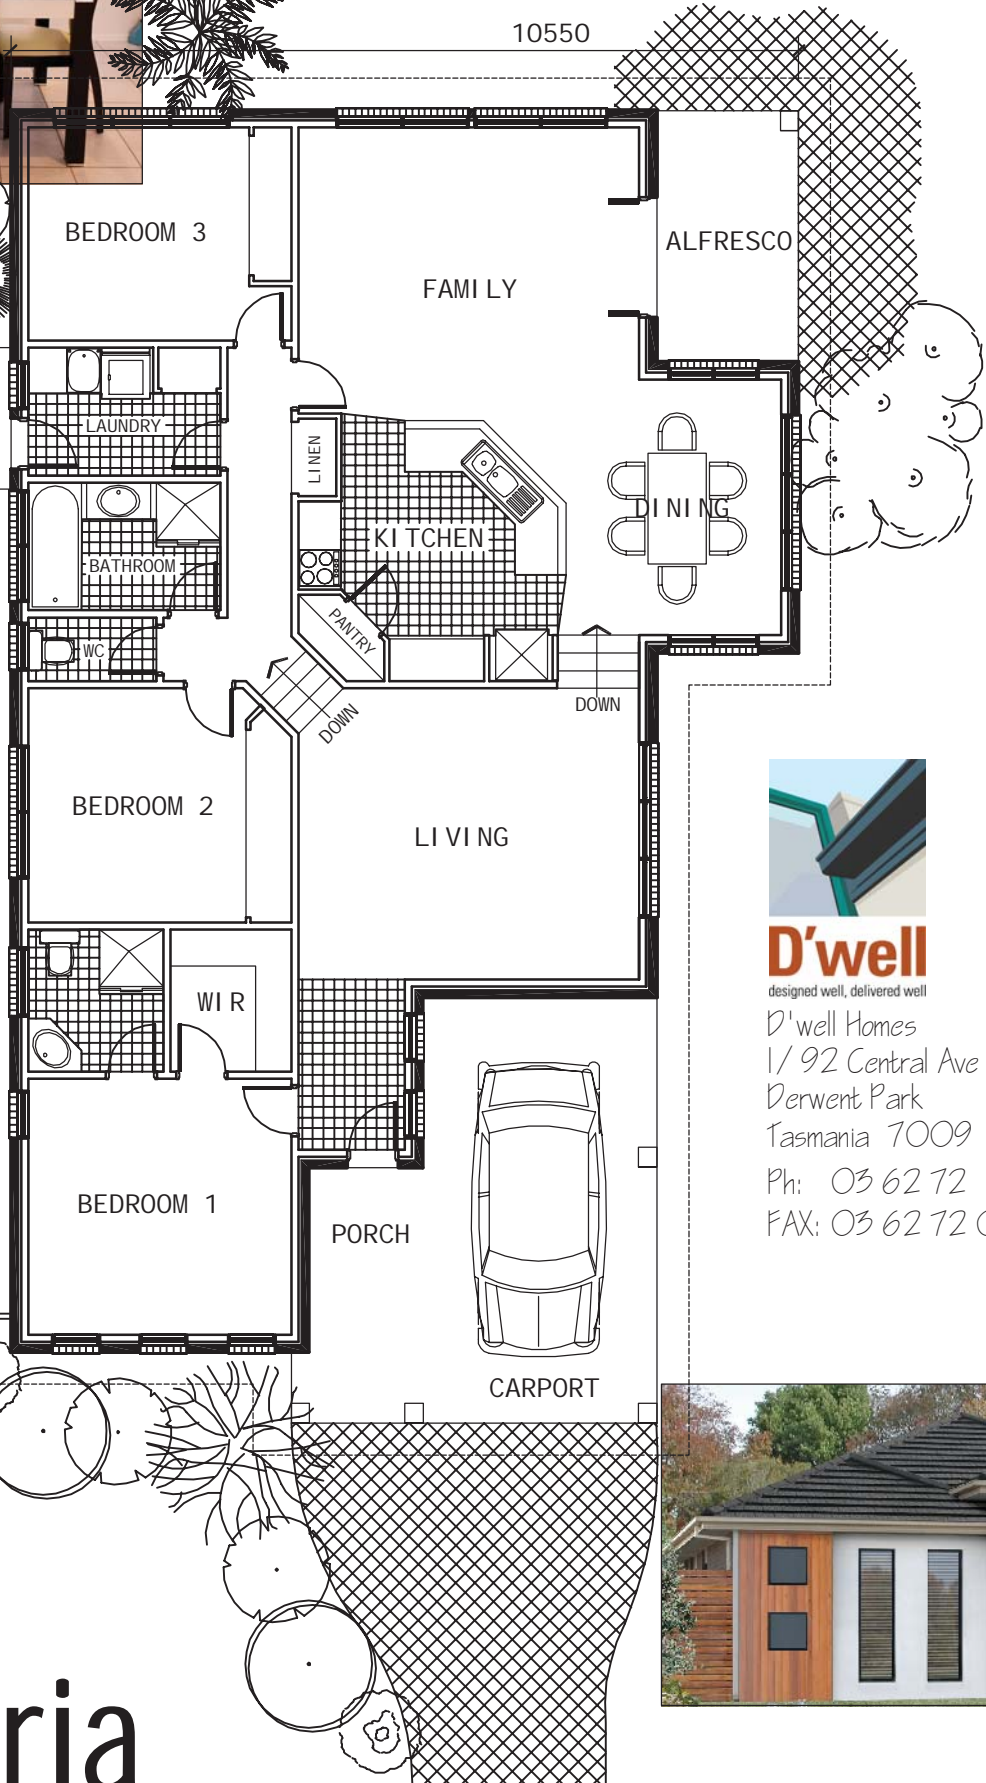 10550
BEDROOM 3
FAMILY
ALFRESCO
LAUNDRY
LINEN
KITCHEN
DINING
BATHROOM
PANTRY
WC
DOWN
DOWN
BEDROOM 2
LIVING
WIR
BEDROOM 1
PORCH
CARPORT
D'well
designed well, delivered well
D'well Homes
1/92 Central Ave
Derwent Park
Tasmania 7009
Ph: 03 62 72
FAX: 03 62 72
ria